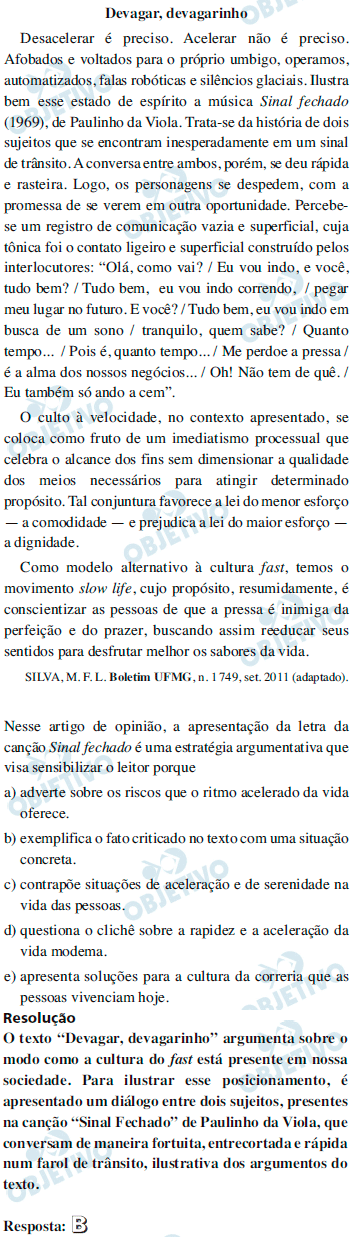 Devagar, devagarinho
Desacelerar é preciso. Acelerar não é preciso.
Afobados e voltados para o próprio umbigo, operamos,
automatizados, falas robóticas e silêncios glaciais. Ilustra
bem esse estado de espírito a música Sinal fechado
(1969), de Paulinho da Viola. Trata-se da história de dois
sujeitos que se encontram inesperadamente em um sinal
de trânsito. A conversa entre ambos, porém, se deu rápida
e rasteira. Logo, os personagens se despedem, com a
promessa de se verem em outra oportunidade. Percebe-
se um registro de comunicação vazia e superficial, cuja
tônica foi o contato ligeiro e superficial construído pelos
interlocutores: “Olá, como vai? / Eu vou indo, e você,
tudo bem? / Tudo bem, eu vou indo correndo, / pegar
meu lugar no futuro. E você? / Tudo bem, eu vou indo em
busca de um sono / tranquilo, quem sabe? / Quanto
tempo... / Pois é, quanto tempo... / Me perdoe a pressa /
é a alma dos nossos negócios... / Oh! Não tem de quê. /
Eu também só ando a cem”.
O culto à velocidade, no contexto apresentado, se
coloca como fruto de um imediatismo processual que
celebra o alcance dos fins sem dimensionar a qualidade
dos meios necessários para atingir determinado
propósito. Tal conjuntura favorece a lei do menor esforço
— a comodidade — e prejudica a lei do maior esforço —
a dignidade.
Como modelo alternativo à cultura fast, temos o
movimento slow life, cujo propósito, resumidamente, é
conscientizar as pessoas de que a pressa é inimiga da
perfeição e do prazer, buscando assim reeducar seus
sentidos para desfrutar melhor os sabores da vida.
SILVA, M. F. L. Boletim UFMG, n. 1749, set. 2011 (adaptado).
Nesse artigo de opinião, a apresentação da letra da
canção Sinal fechado é uma estratégia argumentativa que
visa sensibilizar o leitor porque
a) adverte sobre os riscos que o ritmo acelerado da vida
oferece.
b) exemplifica o fato criticado no texto com uma situação
concreta.
c) contrapõe situações de aceleração e de serenidade na
vida das pessoas.
d) questiona o clichê sobre a rapidez e a aceleração da
vida moderna.
e) apresenta soluções para a cultura da correria que as
pessoas vivenciam hoje.
Resolução
O texto “Devagar, devagarinho” argumenta sobre o
modo como a cultura do fast está presente em nossa
sociedade. Para ilustrar esse posicionamento, é
apresentado um diálogo entre dois sujeitos, presentes
na canção “Sinal Fechado” de Paulinho da Viola, que
conversam de maneira fortuita, entrecortada e rápida
num farol de trânsito, ilustrativa dos argumentos do
texto.
Resposta: B
OBJETIVO